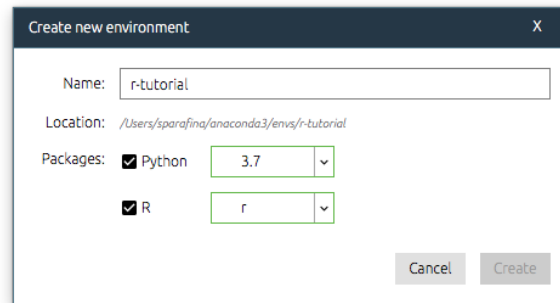 Create new environment X
Name: r-tutorial
Location: /Users/sparafina/anaconda3/envs/r-tutorial
Packages: Python 3.7
R r
Cancel Create